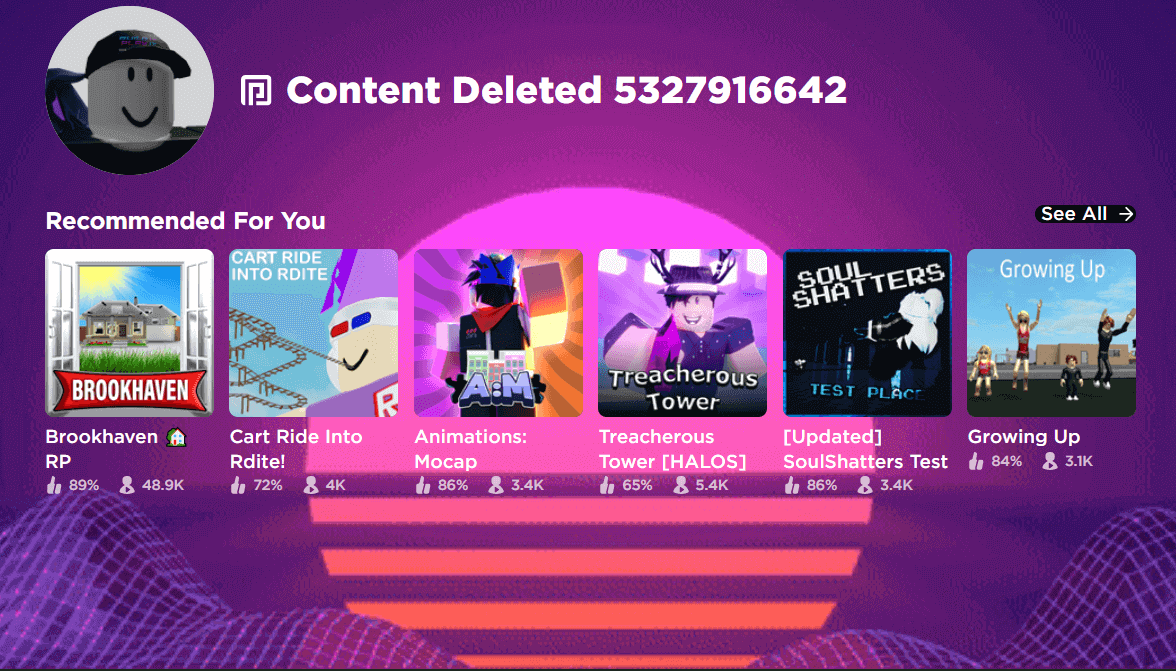 Content Deleted 5327916642
Recommended For You
See All →
BROOKHAVEN
CART RIDE
INTO RDITE
R
A:M
Treacherous
Tower
SOUL
SHATTERS
TEST PLACE
Growing Up
Brookhaven 🏡
RP
89% 48.9K
Cart Ride Into
Rdite!
72% 4K
Animations:
Mocap
86% 3.4K
Treacherous
Tower [HALOS]
65% 5.4K
[Updated]
SoulShatters Test
86% 3.4K
Growing Up
84% 3.1K